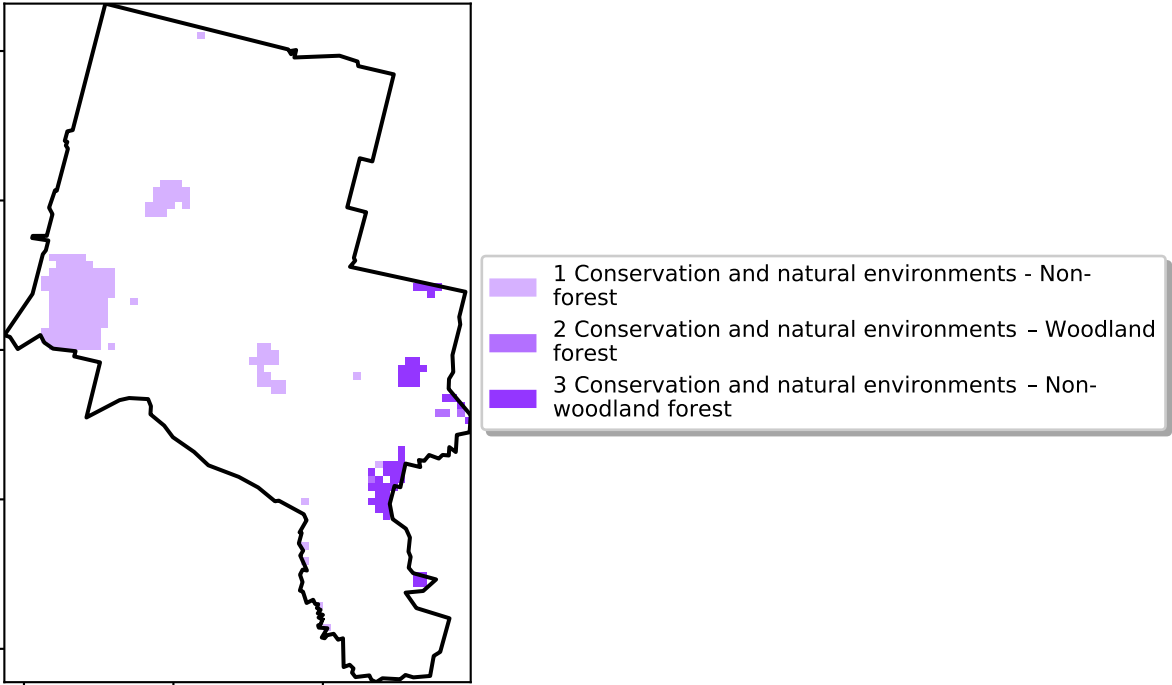 1 Conservation and natural environments - Non-
forest
2 Conservation and natural environments – Woodland
forest
3 Conservation and natural environments – Non-
woodland forest